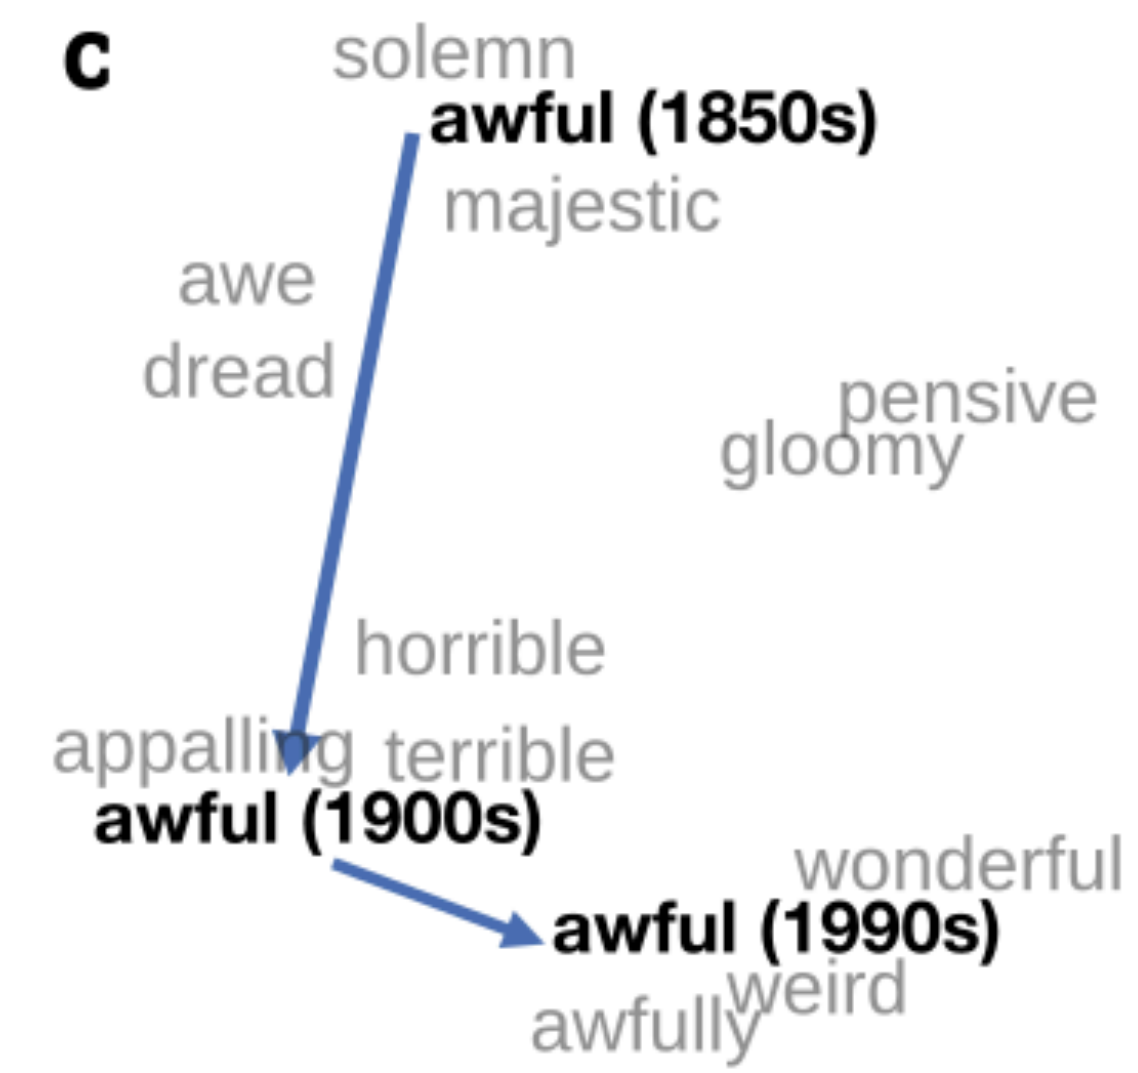 c
solemn
awful (1850s)
majestic
awe
dread
pensive
gloomy
horrible
appalling terrible
awful (1900s)
wonderful
awful (1990s)
weird
awfully